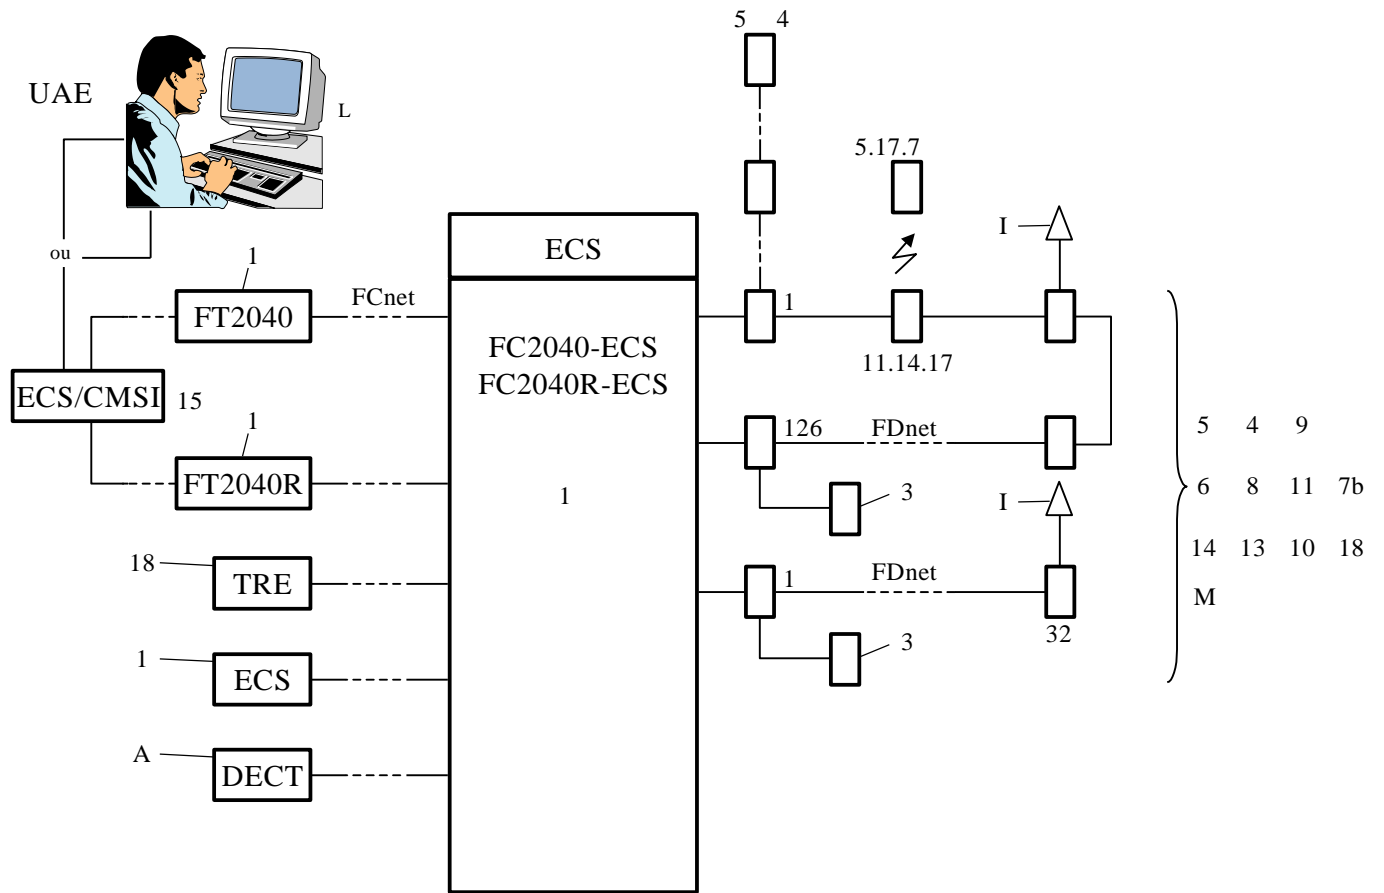 5 4
UAE
L
5.17.7
I
ou
1
ECS
FT2040
FCnet
1
FC2040-ECS
FC2040R-ECS
11.14.17
ECS/CMSI
15
1
126
FDnet
5 4 9
FT2040R
1
3
I
6 8 11 7b
18
TRE
14 13 10 18
1
FDnet
M
32
1
ECS
3
A
DECT